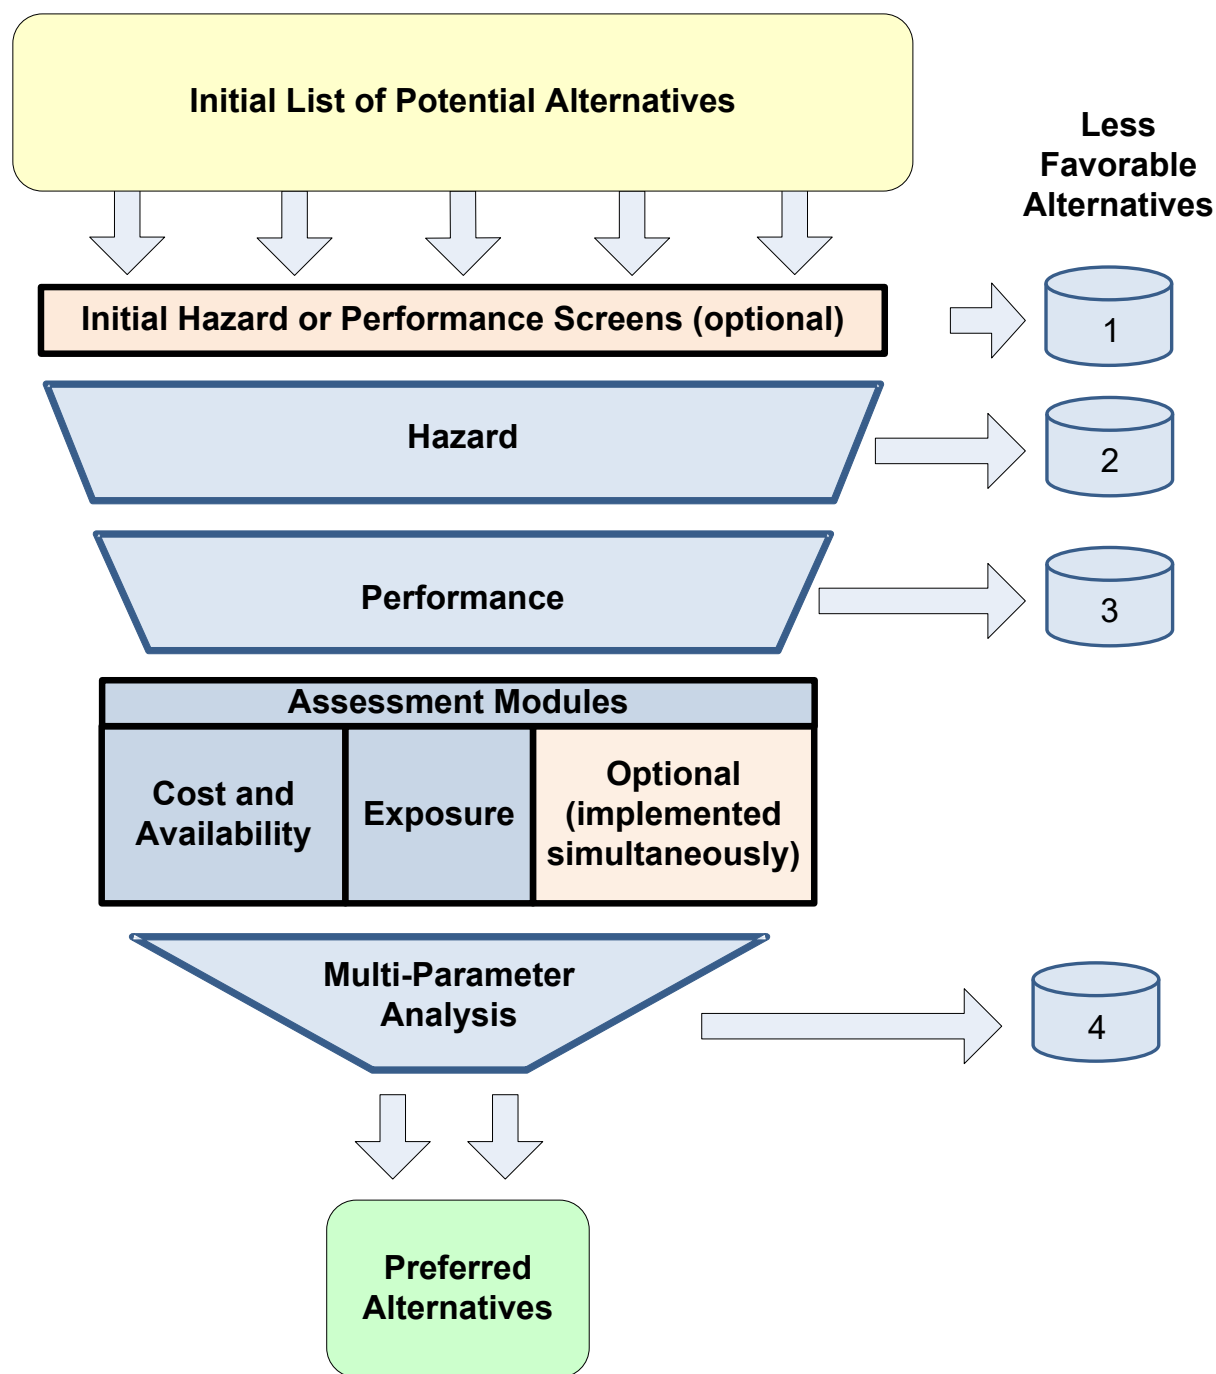 Initial List of Potential Alternatives
Less
Favorable
Alternatives
Initial Hazard or Performance Screens (optional)
1
Hazard
2
Performance
3
Assessment Modules
Cost and
Availability
Exposure
Optional
(implemented
simultaneously)
Multi-Parameter
Analysis
4
Preferred
Alternatives